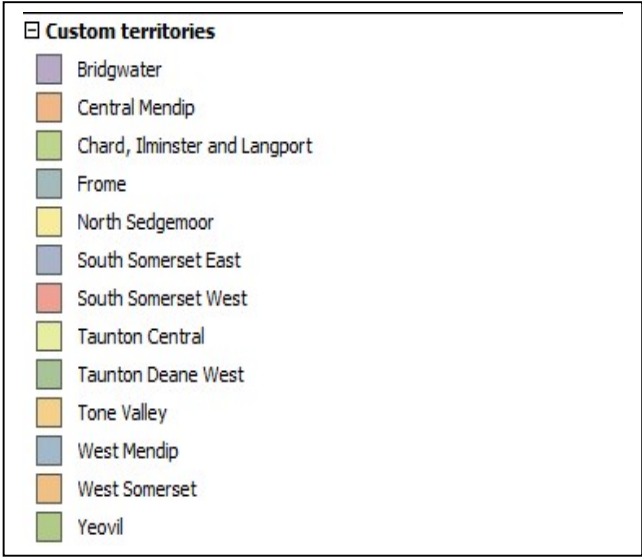 Custom territories
Bridgwater
Central Mendip
Chard, Ilminster and Langport
Frome
North Sedgemoor
South Somerset East
South Somerset West
Taunton Central
Taunton Deane West
Tone Valley
West Mendip
West Somerset
Yeovil